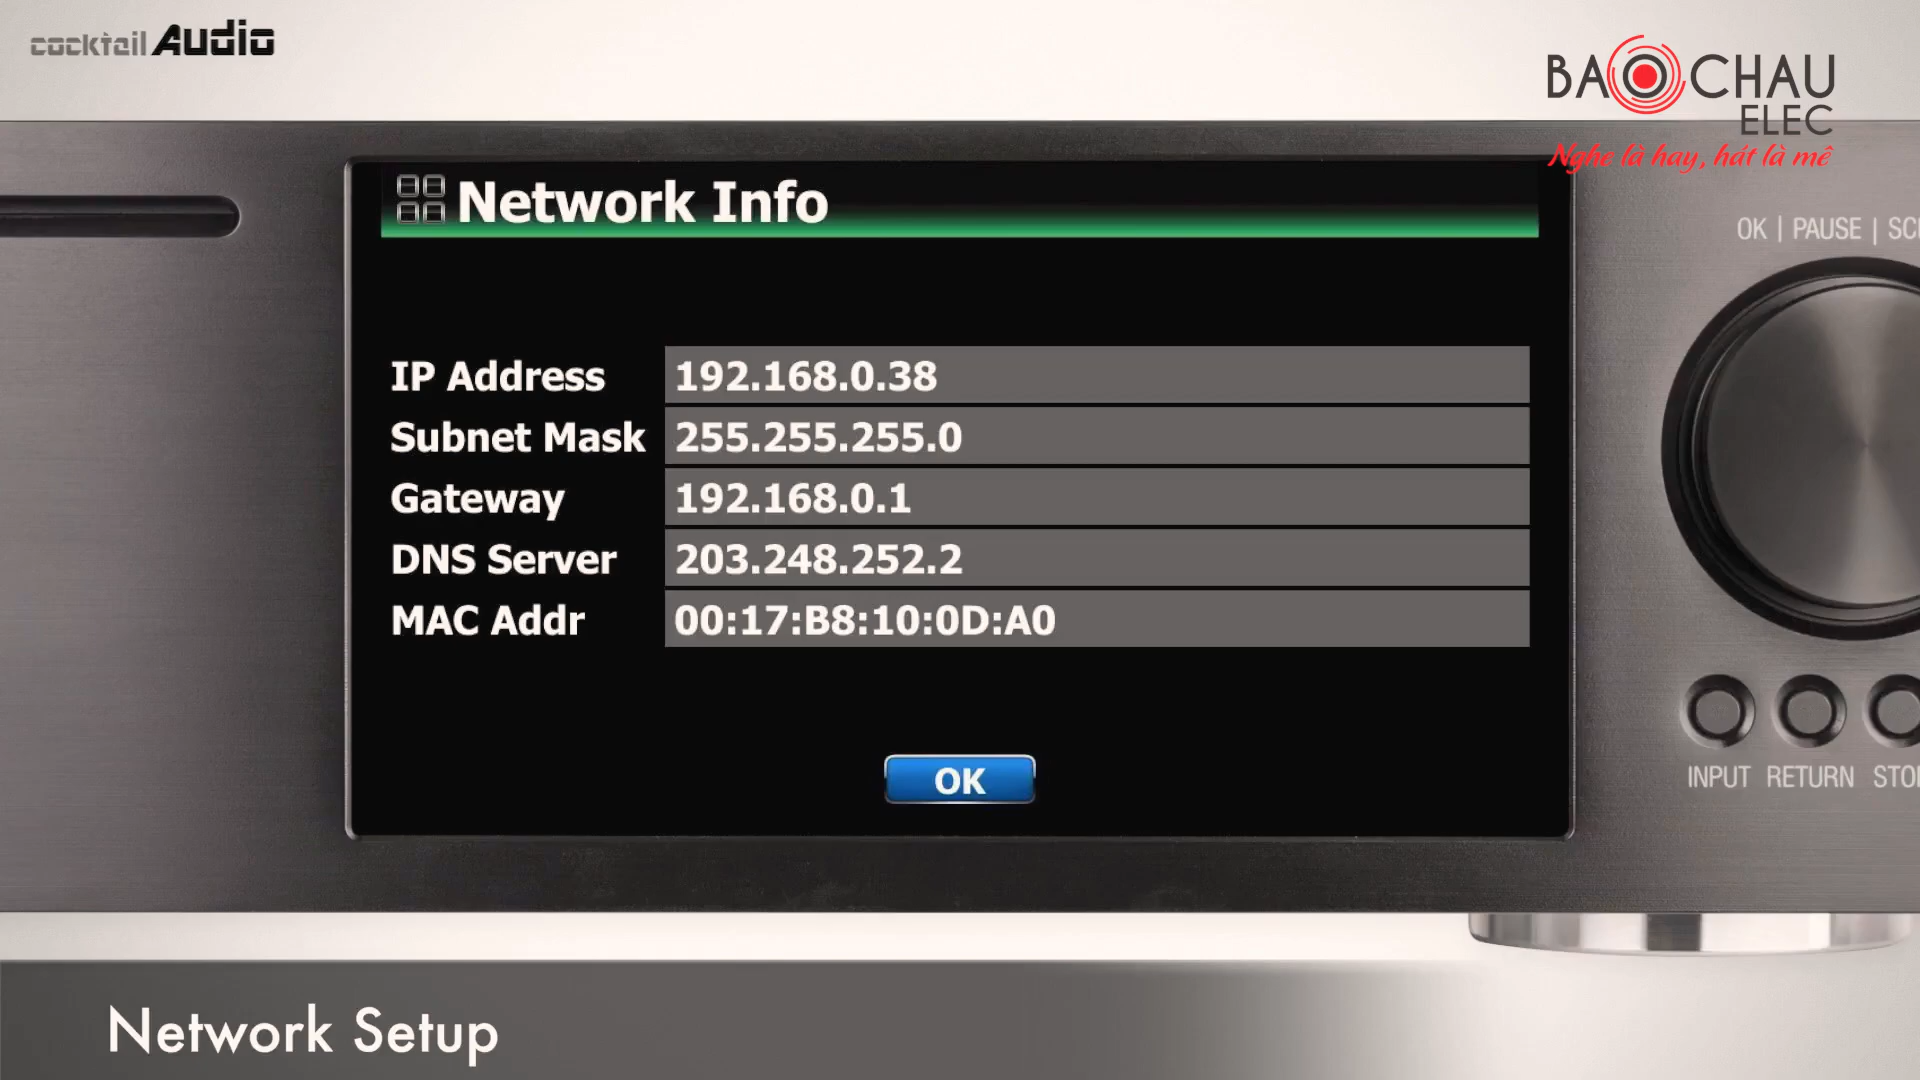 cocktail Audio
BAO CHAU
ELEC
Nghe là hay, hát là mê
Network Info
OK | PAUSE |
IP Address 192.168.0.38
Subnet Mask 255.255.255.0
Gateway 192.168.0.1
DNS Server 203.248.252.2
MAC Addr 00:17:B8:10:0D:A0
OK
INPUT RETURN
Network Setup